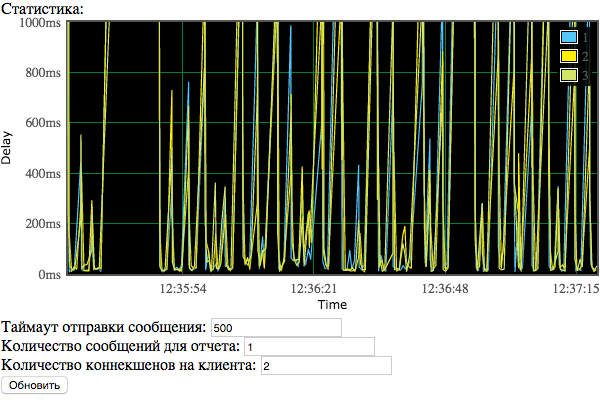 Статистика:
1000ms
1
2
3
800ms
600ms
400ms
200ms
0ms
Delay
12:35:54 12:36:21 12:36:48 12:37:15
Time
Таймаут отправки сообщения: 500
Количество сообщений для отчета: 1
Количество коннекшенов на клиента: 2
Обновить